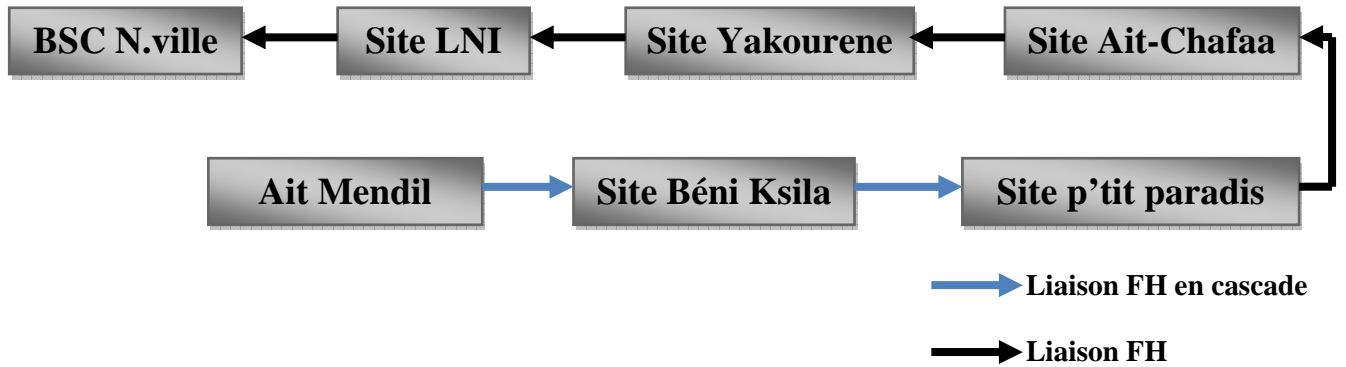 BSC N.ville
Site LNI
Site Yakourene
Site Ait-Chafaa
Ait Mendil
Site Béni Ksila
Site p’tit paradis
Liaison FH en cascade
Liaison FH